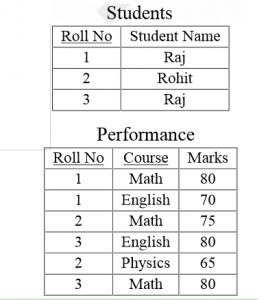 Students
Roll No Student Name
1 Raj
2 Rohit
3 Raj
Performance
Roll No Course Marks
1 Math 80
1 English 70
2 Math 75
3 English 80
2 Physics 65
3 Math 80